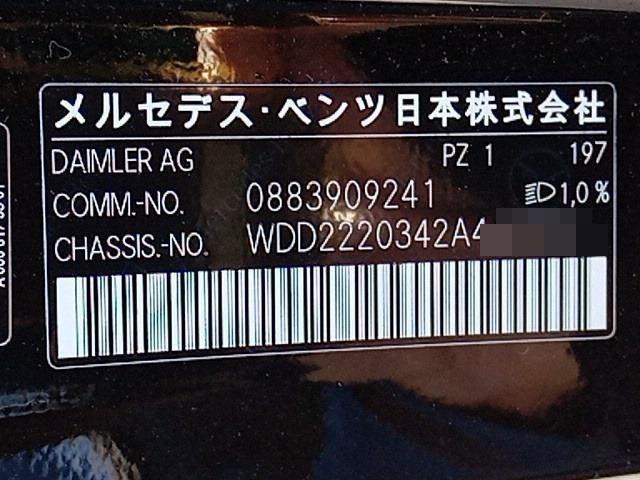 メルセデス・ベンツ日本株式会社
DAIMLER AG PZ 1 197
COMM.-NO. 0883909241 1,0%
CHASSIS.-NO. WDD2220342A4